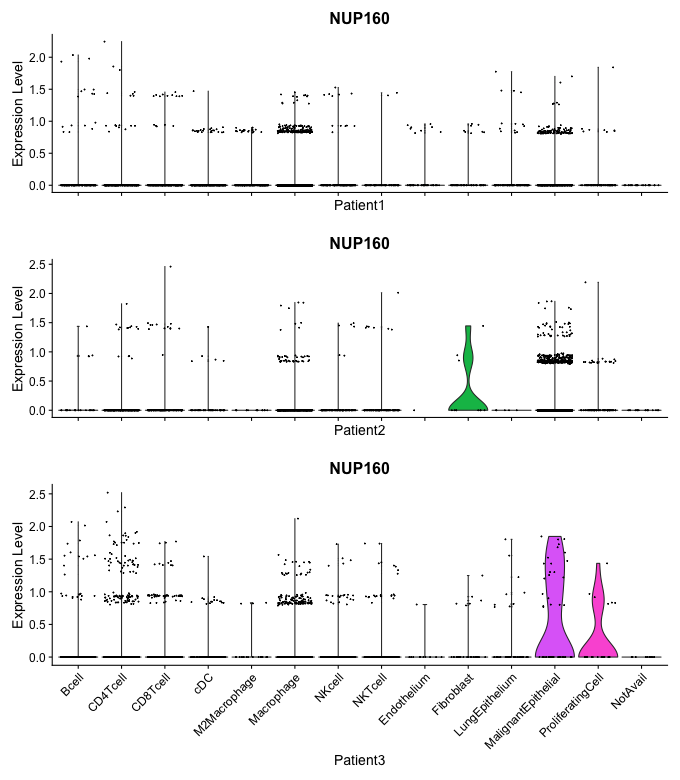 NUP160
Expression Level
2.0
1.5
1.0
0.5
0.0
Patient1
NUP160
Expression Level
2.5
2.0
1.5
1.0
0.5
0.0
Patient2
NUP160
Expression Level
2.5
2.0
1.5
1.0
0.5
0.0
Bcell
CD4Tcell
CD8Tcell
cDC
M2Macrophage
Macrophage
NKcell
NKTcell
Endothelium
Fibroblast
LungEpithelium
MalignantEpithelial
ProliferatingCell
NotAvail
Patient3